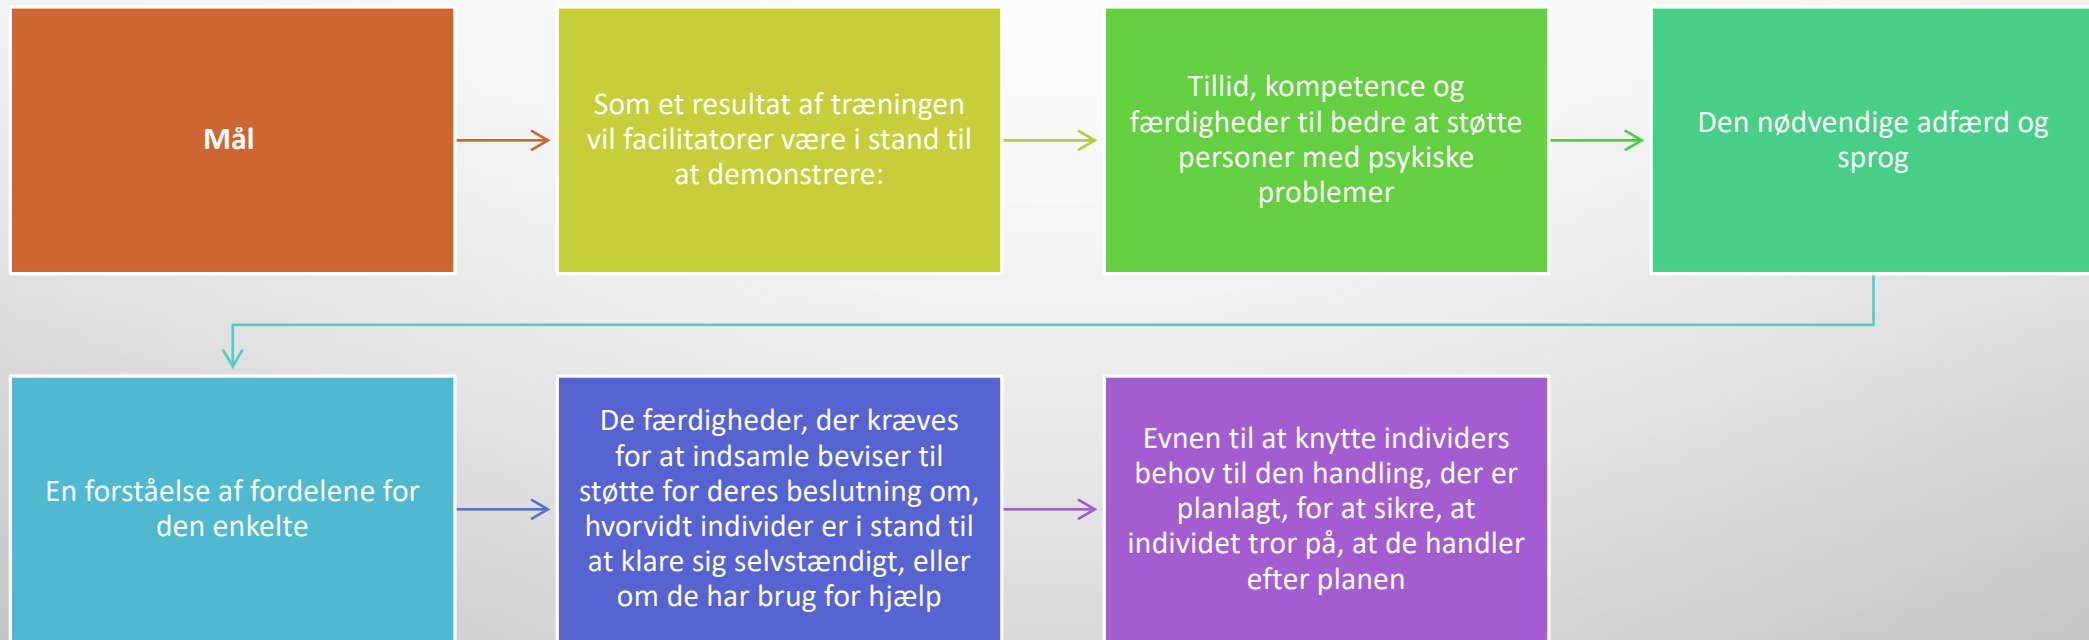 Mål
Som et resultat af træningen
vil facilitatorer være i stand til
at demonstrere:
Tillid, kompetence og
færdigheder til bedre at støtte
personer med psykiske
problemer
Den nødvendige adfærd og
sprog
En forståelse af fordelene for
den enkelte
De færdigheder, der kræves
for at indsamle beviser til
støtte for deres beslutning om,
hvorvidt individer er i stand til
at klare sig selvstændigt, eller
om de har brug for hjælp
Evnen til at knytte individers
behov til den handling, der er
planlagt, for at sikre, at
individet tror på, at de handler
efter planen